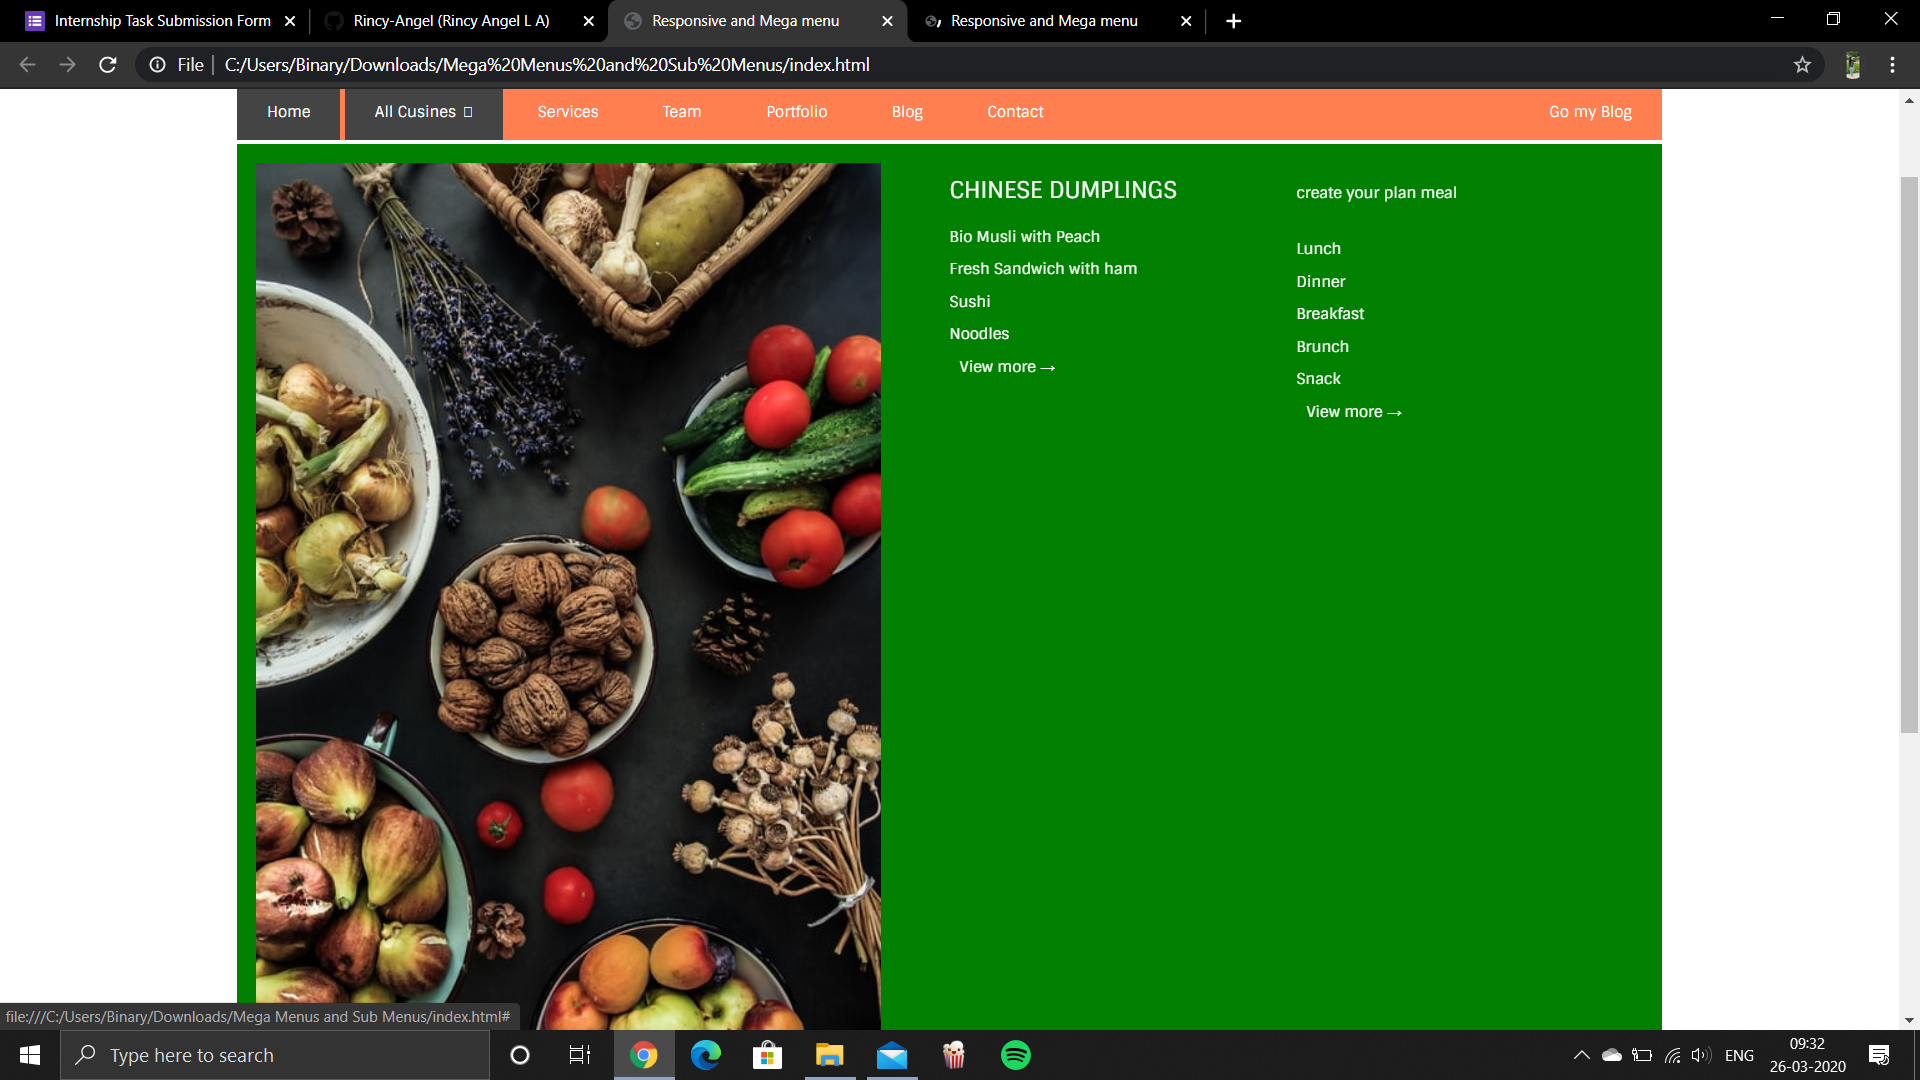 Internship Task Submission Form
Rincy-Angel (Rincy Angel L A)
Responsive and Mega menu
Responsive and Mega menu
File
C:/Users/Binary/Downloads/Mega%20Menus%20and%20Sub%20Menus/index.html
Home
All Cusines
Services
Team
Portfolio
Blog
Contact
Go my Blog
CHINESE DUMPLINGS
Bio Musli with Peach
Fresh Sandwich with ham
Sushi
Noodles
View more →
create your plan meal
Lunch
Dinner
Breakfast
Brunch
Snack
View more →
file:///C:/Users/Binary/Downloads/Mega Menus and Sub Menus/index.html#
Type here to search
ENG
09:32
26-03-2020